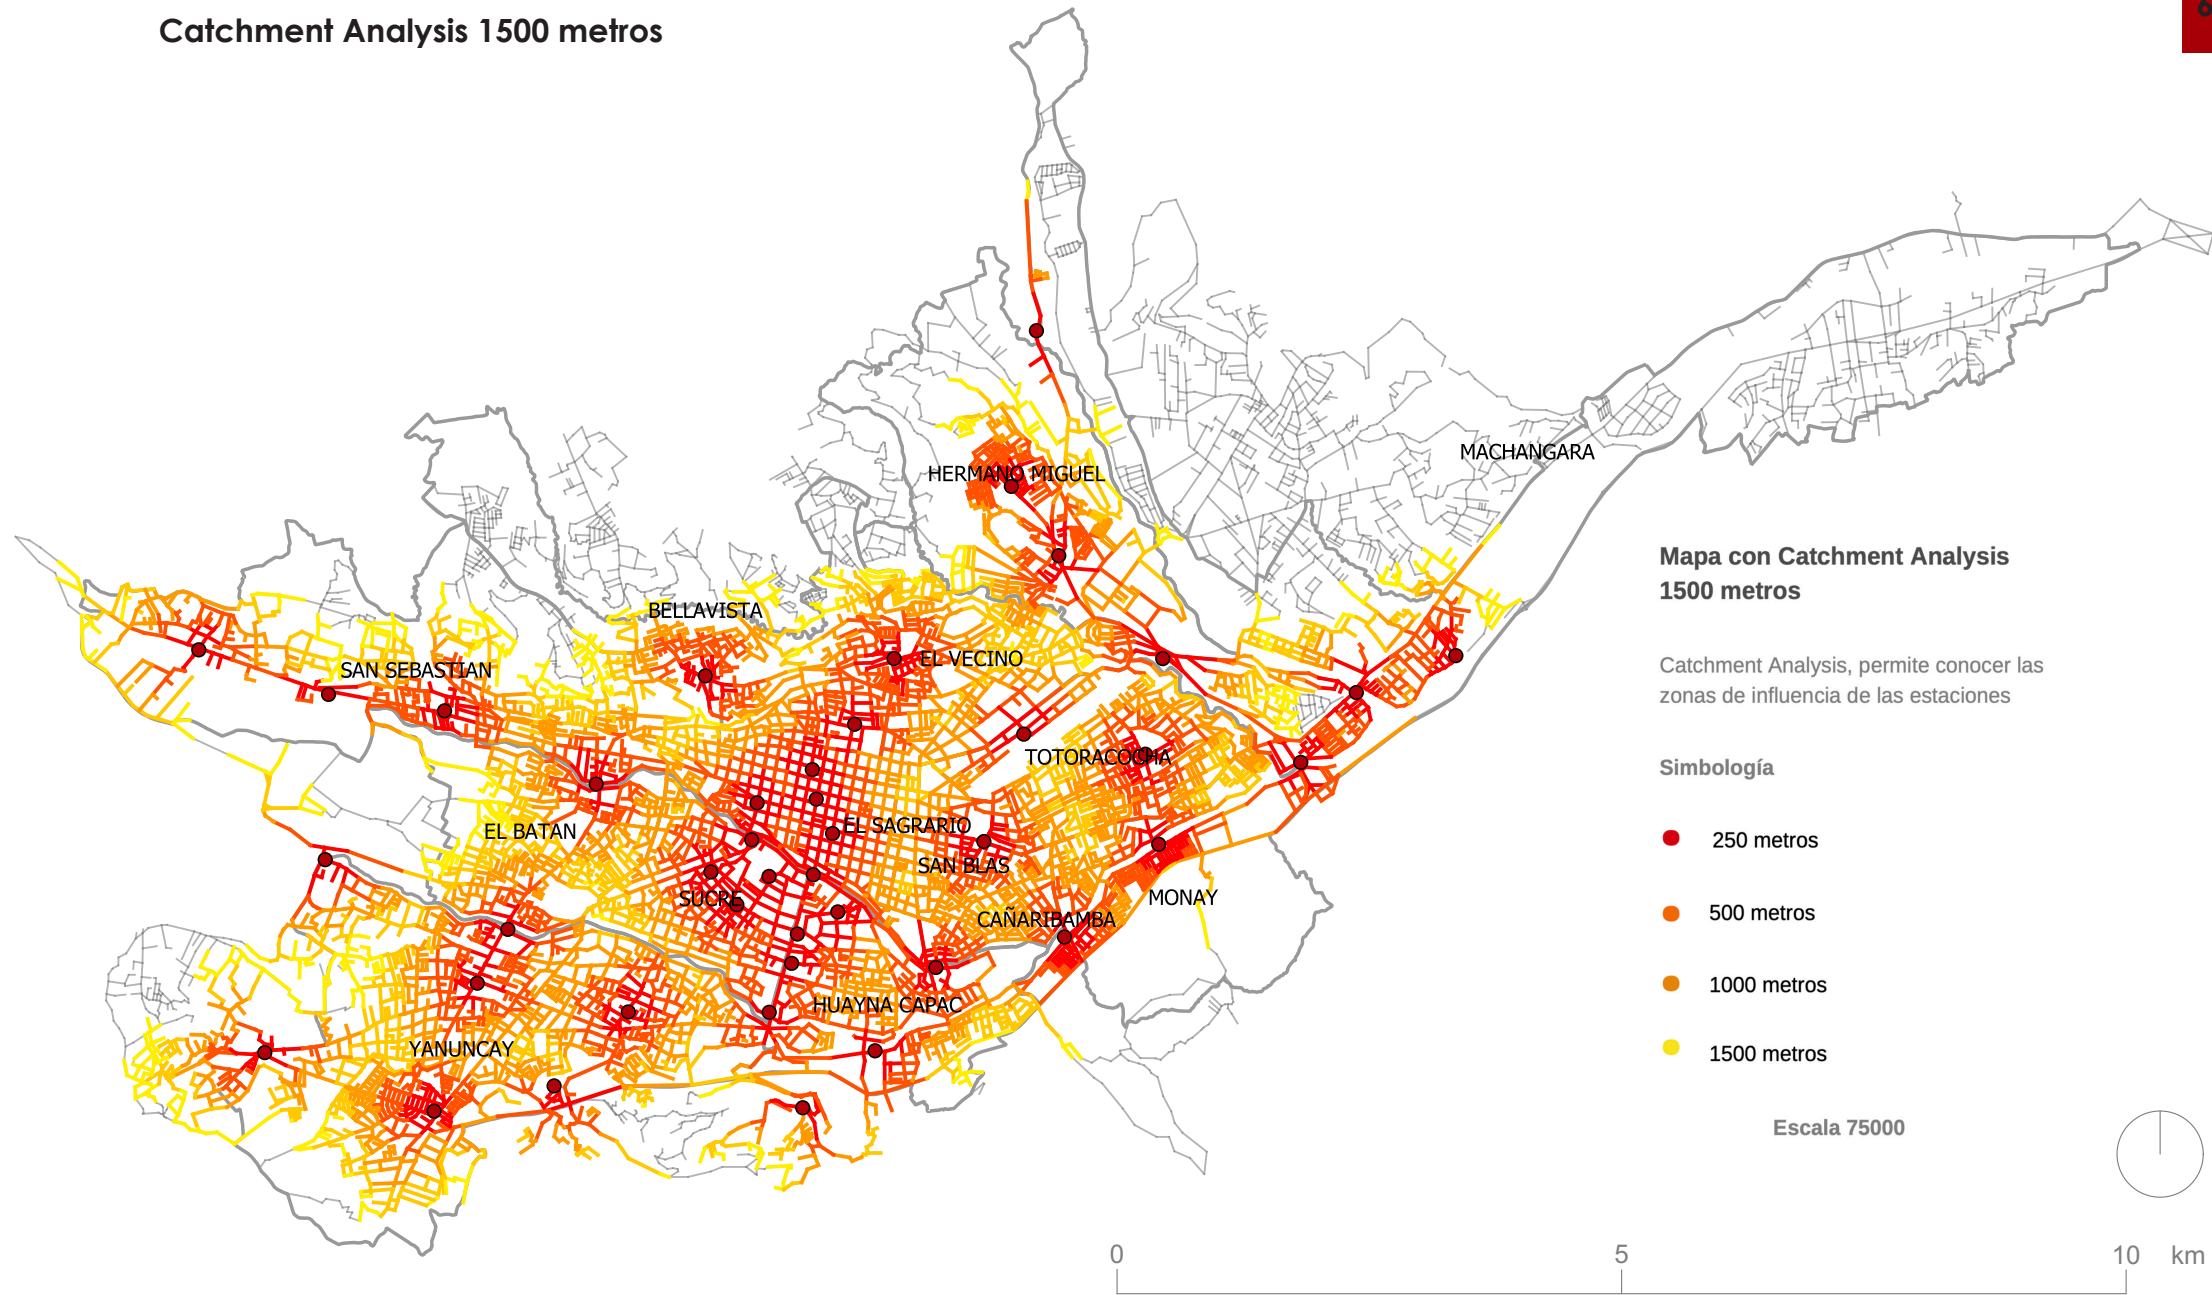 Catchment Analysis 1500 metros
HERMANO MIGUEL
MACHANGARA
BELLAVISTA
SAN SEBASTIAN
EL VECINO
TOTORACOCHA
EL BATAN
EL SAGRARIO
SAN BLAS
SUCRE
MONAY
CAÑARIBAMBA
HUAYNA CAPAC
YANUNCAY
Mapa con Catchment Analysis
1500 metros
Catchment Analysis, permite conocer las
zonas de influencia de las estaciones
Simbología
250 metros
500 metros
1000 metros
1500 metros
Escala 75000
0 5 10 km